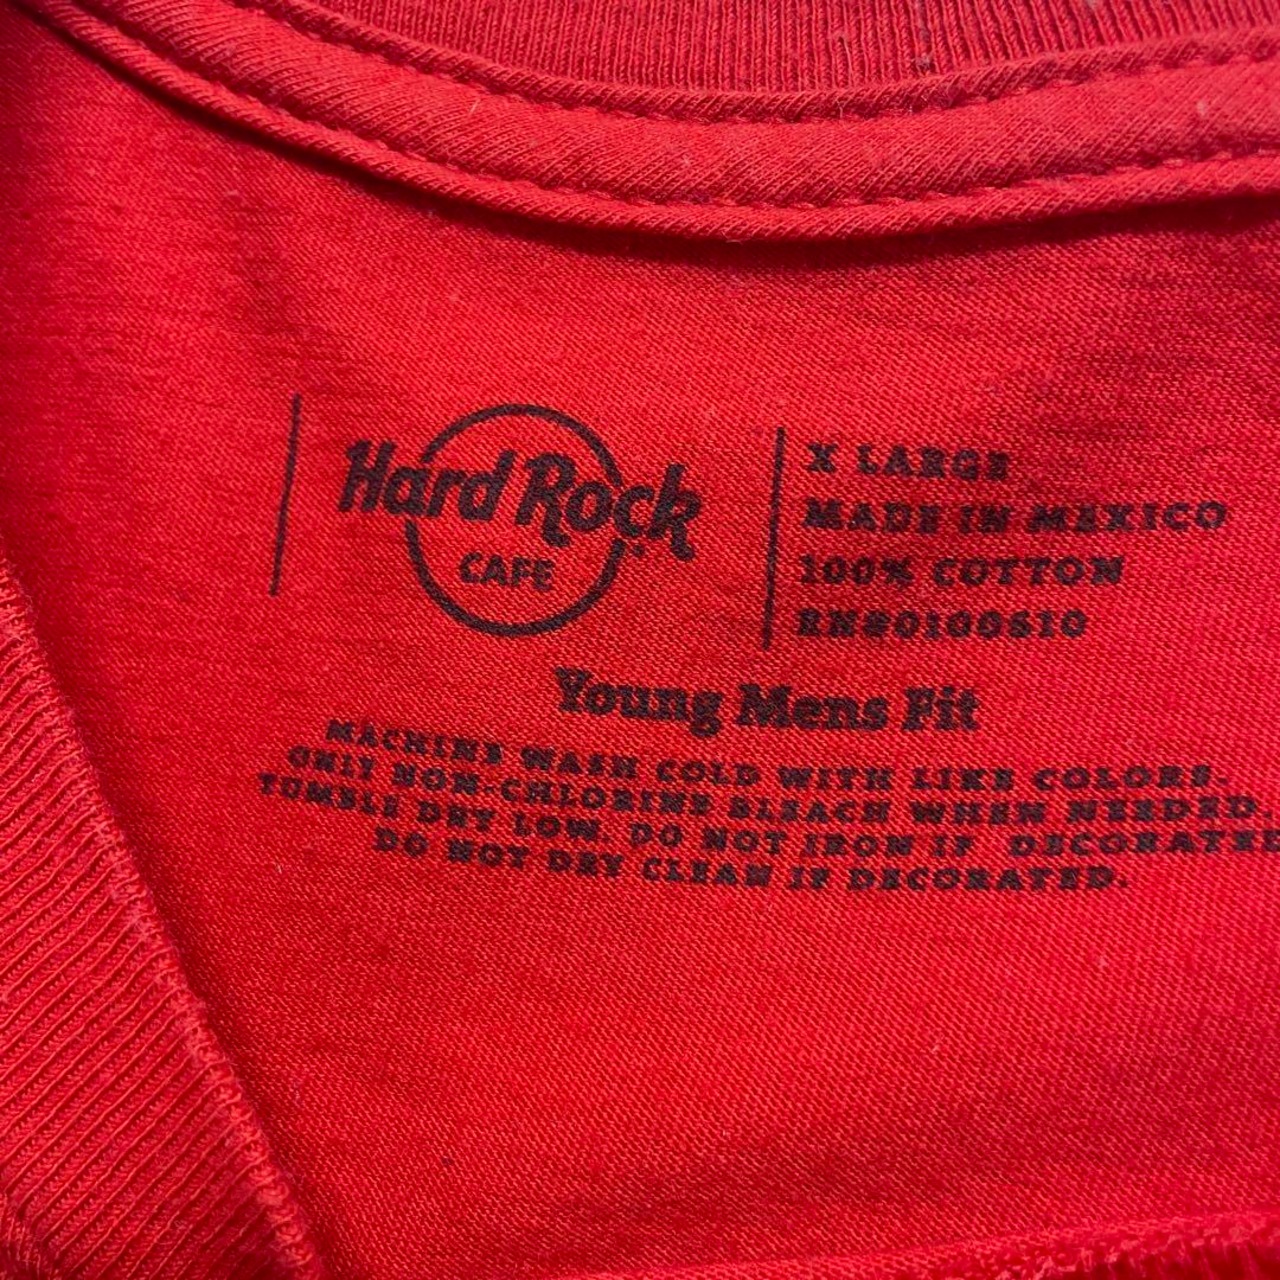 Hard Rock
CAFE
X LARGE
MADE IN MEXICO
100% COTTON
RN#0100610
Young Mens Fit
MACHINE WASH COLD WITH LIKE COLORS.
ONLY NON-CHLORINE BLEACH WHEN NEEDED
TUMBLE DRY LOW. DO NOT IRON IF DECORATED
DO NOT DRY CLEAN IF DECORATED.